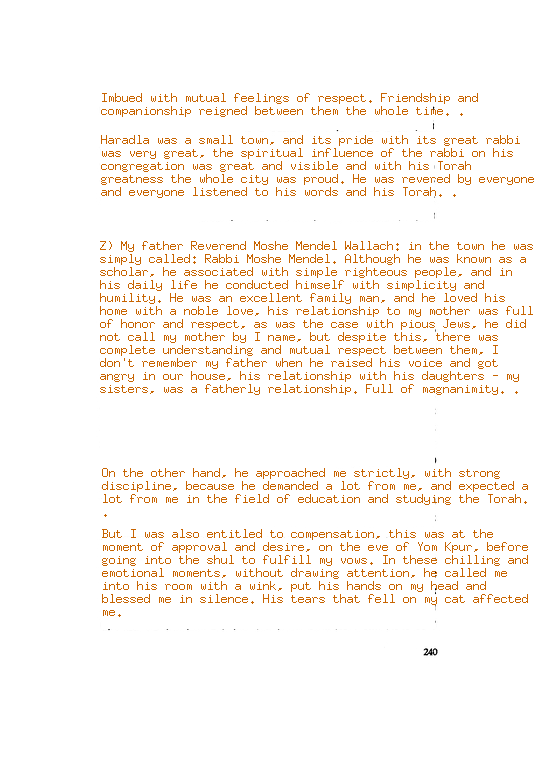 Imbued with mutual feelings of respect. Friendship and
companionship reigned between them the whole time. .
Haradla was a small town, and its pride with its great rabbi
was very great, the spiritual influence of the rabbi on his
congregation was great and visible and with his Torah
greatness the whole city was proud. He was revered by everyone
and everyone listened to his words and his Torah. .
Z) My father Reverend Moshe Mendel Wallach: in the town he was
simply called: Rabbi Moshe Mendel. Although he was known as a
scholar, he associated with simple righteous people, and in
his daily life he conducted himself with simplicity and
humility. He was an excellent family man, and he loved his
home with a noble love, his relationship to my mother was full
of honor and respect, as was the case with pious Jews, he did
not call my mother by I name, but despite this, there was
complete understanding and mutual respect between them, I
don't remember my father when he raised his voice and got
angry in our house, his relationship with his daughters - my
sisters, was a fatherly relationship. Full of magnanimity. .
On the other hand, he approached me strictly, with strong
discipline, because he demanded a lot from me, and expected a
lot from me in the field of education and studying the Torah.
.
But I was also entitled to compensation, this was at the
moment of approval and desire, on the eve of Yom Kpur, before
going into the shul to fulfill my vows. In these chilling and
emotional moments, without drawing attention, he called me
into his room with a wink, put his hands on my head and
blessed me in silence. His tears that fell on my cat affected
me.
240